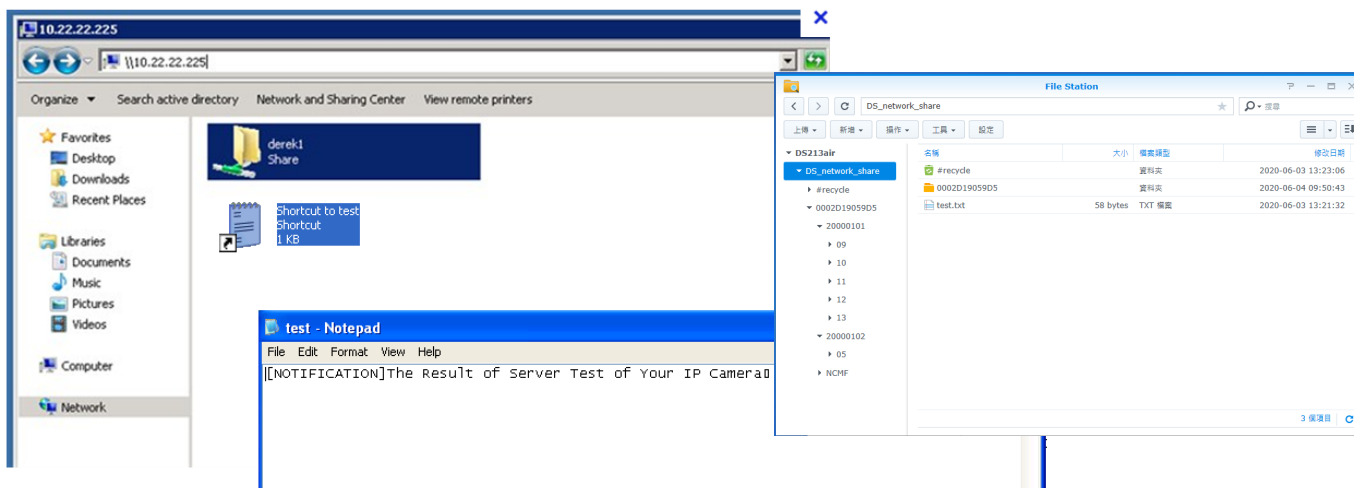 10.22.22.225
\\10.22.22.225
Organize Search active directory Network and Sharing Center View remote printers
Favorites
Desktop
Downloads
Recent Places
Libraries
Documents
Music
Pictures
Videos
Computer
Network
derek1
Share
Shortcut to test
Shortcut
1 KB
test - Notepad
File Edit Format View Help
[NOTIFICATION]The Result of Server Test of Your IP Camera
File Station
DS_network_share
搜尋
上傳 新增 操作 工具 設定
DS213air
DS_network_share
#recycle
0002D19059D5
20000101
09
10
11
12
13
20000102
05
NCMF
名稱 大小 檔案類型 修改日期
#recycle 資料夾 2020-06-03 13:23:06
0002D19059D5 資料夾 2020-06-04 09:50:43
test.txt 58 bytes TXT 檔案 2020-06-03 13:21:32
3 個項目